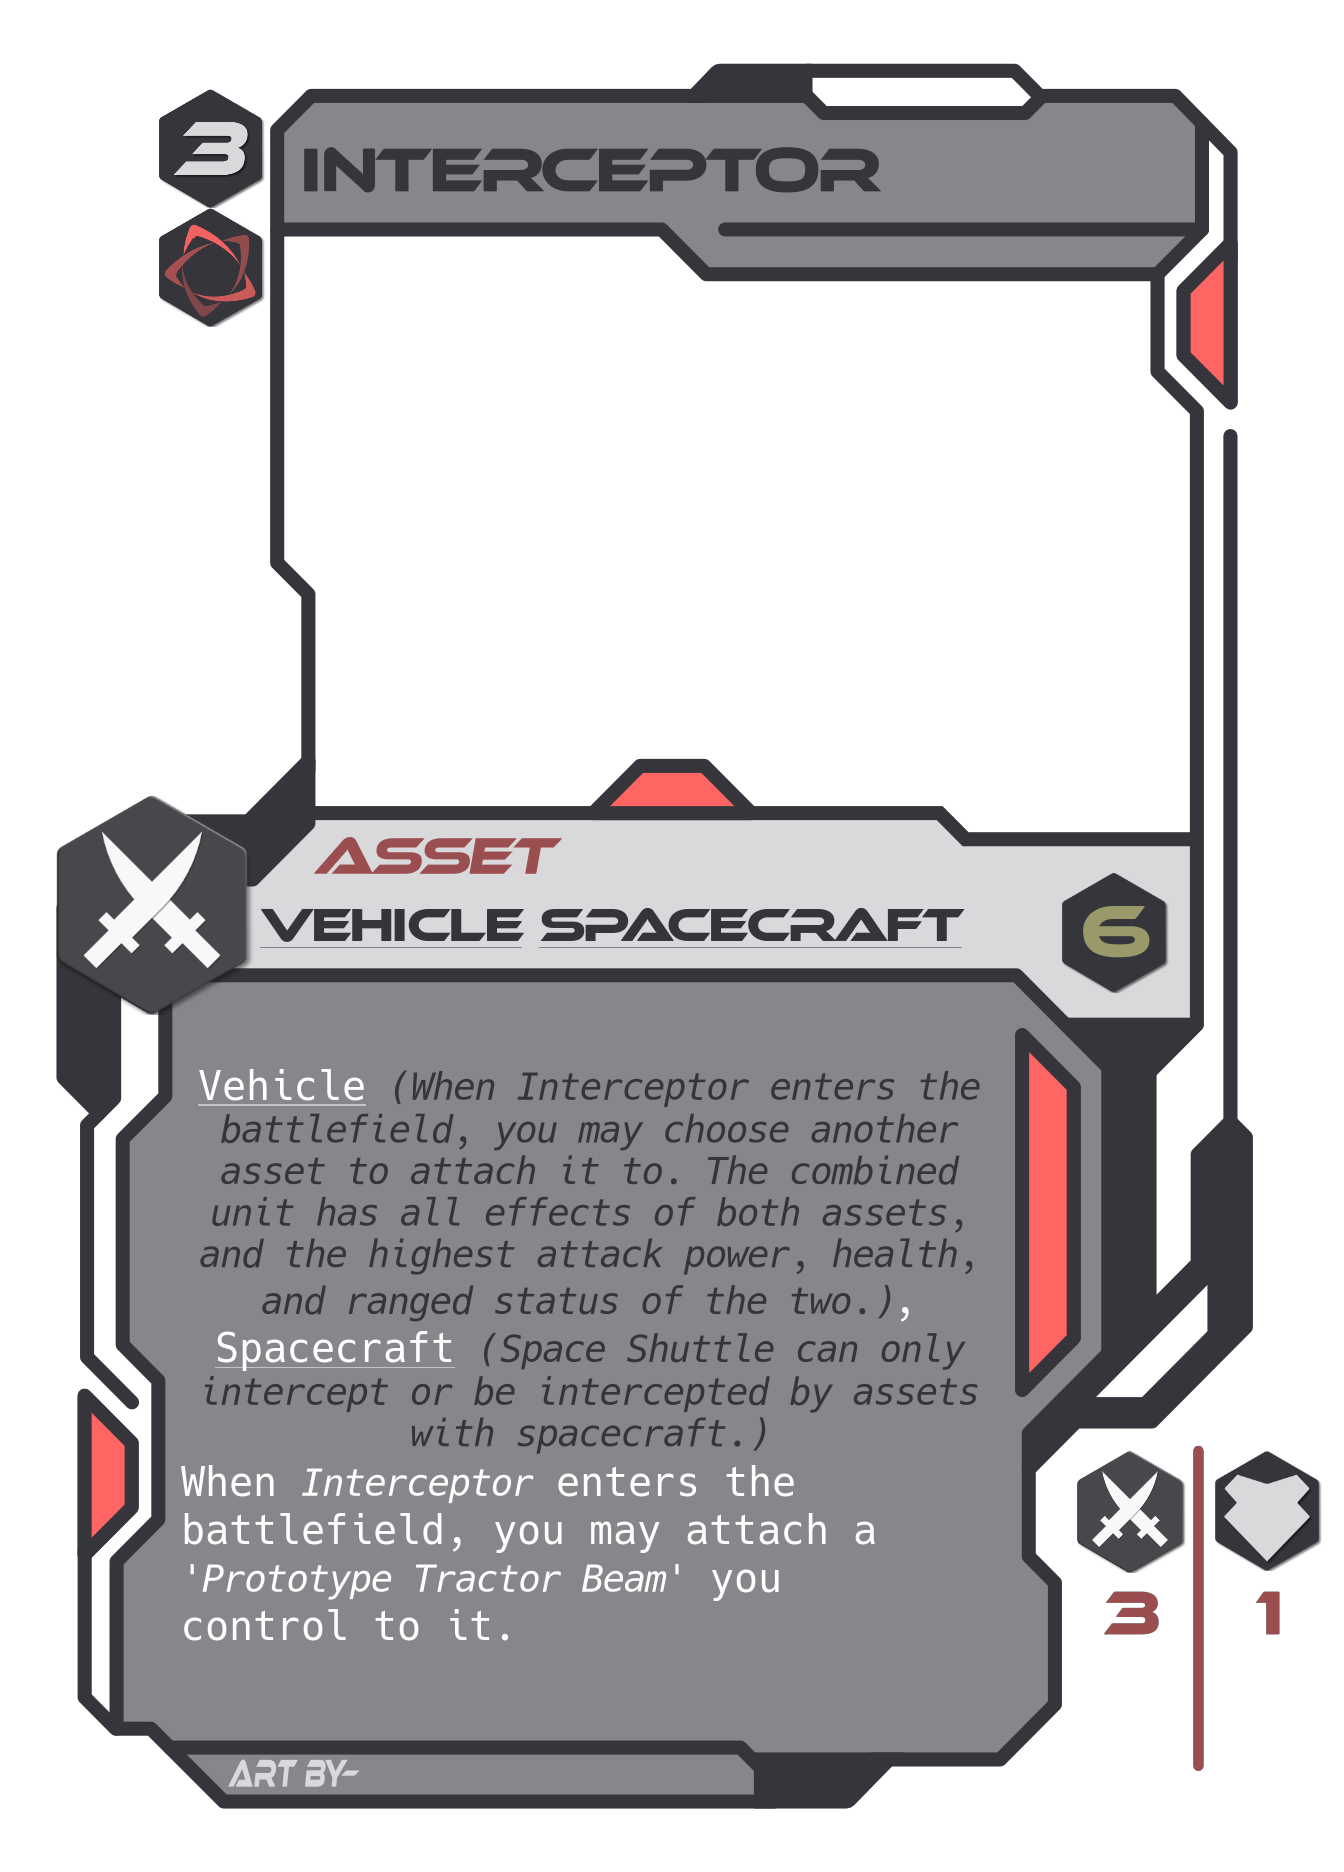 3
INTERCEPTOR
ASSET
VEHICLE SPACECRAFT
6
Vehicle (When Interceptor enters the
battlefield, you may choose another
asset to attach it to. The combined
unit has all effects of both assets,
and the highest attack power, health,
and ranged status of the two.),
Spacecraft (Space Shuttle can only
intercept or be intercepted by assets
with spacecraft.)
When Interceptor enters the
battlefield, you may attach a
'Prototype Tractor Beam' you
control to it.
3 1
ART BY-